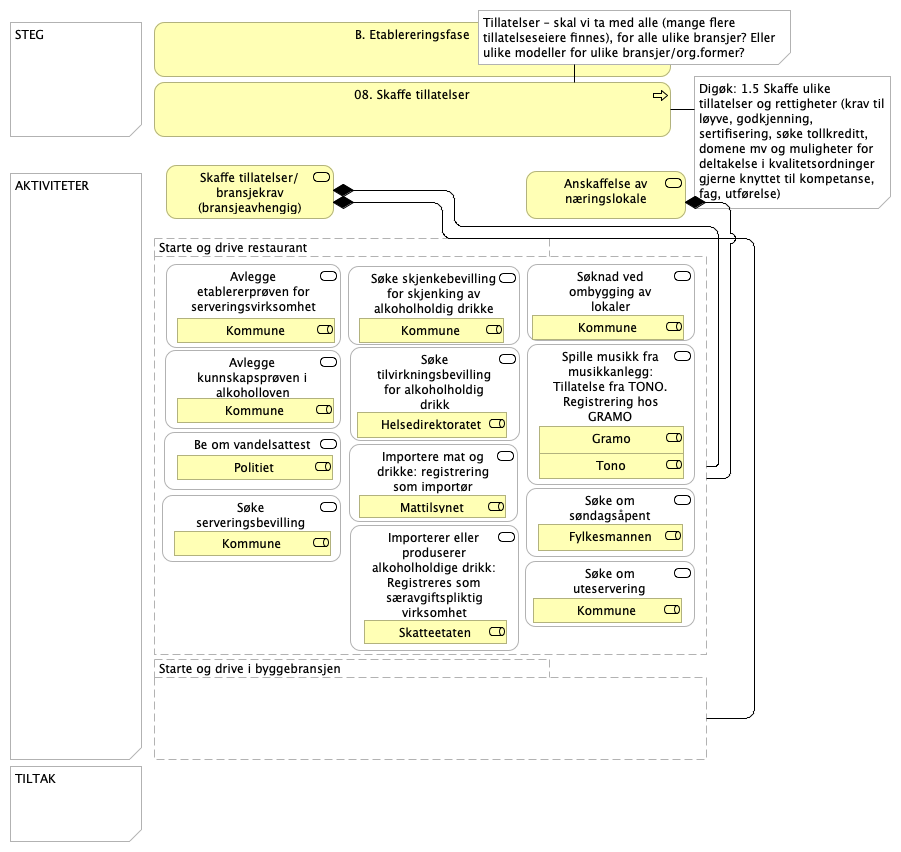 STEG
B. Etableringsfase
Tillatelser – skal vi ta med alle (mange flere
tillatelseseiere finnes), for alle ulike bransjer? Eller
ulike modeller for ulike bransjer/org.former?
08. Skaffe tillatelser
Digøk: 1.5 Skaffe ulike
tillatelser og rettigheter (krav til
løyve, godkjenning,
sertifisering, søke tollkreditt,
domene mv og muligheter for
deltakelse i kvalitetsordninger
gjerne knyttet til kompetanse,
fag, utførelse)
AKTIVITETER
Skaffe tillatelser/
bransjekrav
(bransjeavhengig)
Anskaffelse av
næringslokale
Starte og drive restaurant
Avlegge
etablererprøven for
serveringsvirksomhet
Kommune
Avlegge
kunnskapsprøven i
alkoholloven
Kommune
Be om vandelsattest
Politiet
Søke
serveringsbevilling
Kommune
Søke skjenkebevilling
for skjenking av
alkoholholdig drikke
Kommune
Søke
tilvirkningsbevilling
for alkoholholdig
drikk
Helsedirektoratet
Importere mat og
drikke: registrering
som importør
Mattilsynet
Importerer eller
produserer
alkoholholdige drikk:
Registreres som
særavgiftspliktig
virksomhet
Skatteetaten
Søknad ved
ombygging av
lokaler
Kommune
Spille musikk fra
musikkanlegg:
Tillatelse fra TONO.
Registrering hos
GRAMO
Gramo
Tono
Søke om
søndagsåpent
Fylkesmannen
Søke om
uteservering
Kommune
Starte og drive i byggebransjen
TILTAK